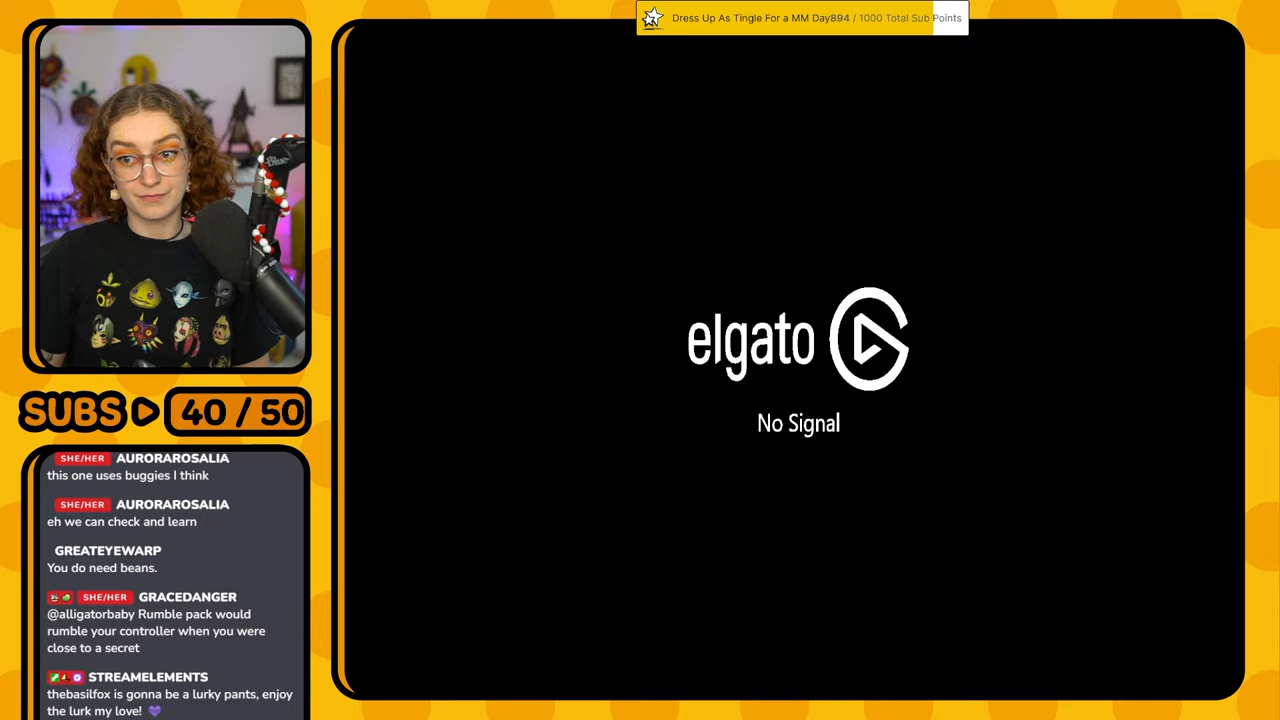 Dress Up As Tingle For a MM Day894 / 1000 Total Sub Points
Blue
elgato
No Signal
SUBS 40 / 50
SHE/HER AURORAROSALIA
this one uses buggies I think
SHE/HER AURORAROSALIA
eh we can check and learn
GREATEYEWARP
You do need beans.
SHE/HER GRACEDANGER
@alligatorbaby Rumble pack would
rumble your controller when you were
close to a secret
STREAMELEMENTS
thebasilfox is gonna be a lurky pants, enjoy
the lurk my love! 💜